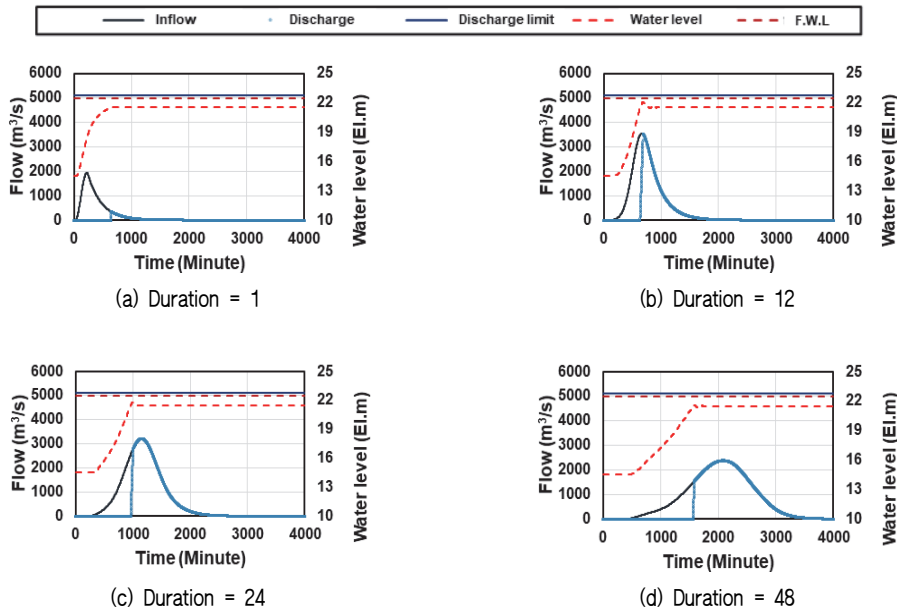 Inflow Discharge Discharge limit Water level F.W.L
6000 25
5000 22
4000 19
3000 16
2000 13
1000
0 10
0 1000 2000 3000 4000
Flow (m³/s)
Water level (El.m)
Time (Minute)
(a) Duration = 1
6000 25
5000 22
4000 19
3000 16
2000 13
1000
0 10
0 1000 2000 3000 4000
Flow (m³/s)
Water level (El.m)
Time (Minute)
(b) Duration = 12
6000 25
5000 22
4000 19
3000 16
2000 13
1000
0 10
0 1000 2000 3000 4000
Flow (m³/s)
Water level (El.m)
Time (Minute)
(c) Duration = 24
6000 25
5000 22
4000 19
3000 16
2000 13
1000
0 10
0 1000 2000 3000 4000
Flow (m³/s)
Water level (El.m)
Time (Minute)
(d) Duration = 48